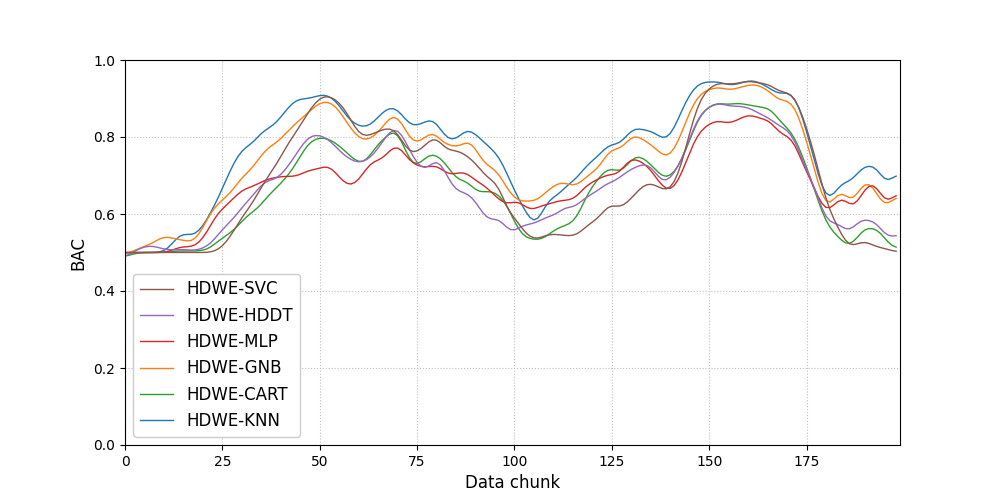 1.0
0.8
0.6
0.4
0.2
0.0
BAC
HDWE-SVC
HDWE-HDDT
HDWE-MLP
HDWE-GNB
HDWE-CART
HDWE-KNN
0 25 50 75 100 125 150 175
Data chunk